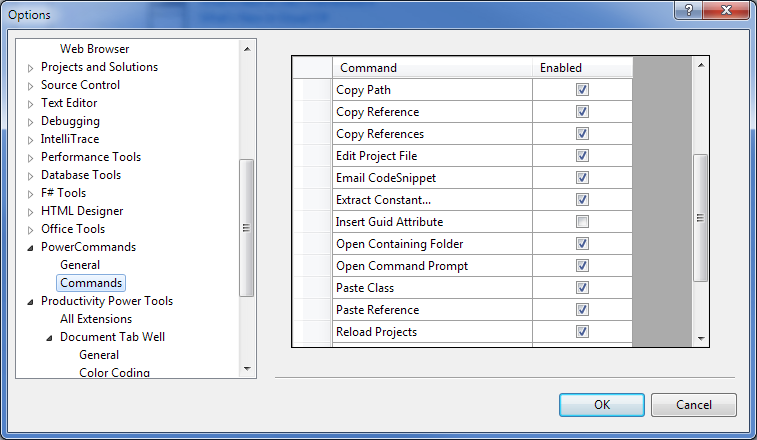 Options
Web Browser
Projects and Solutions
Source Control
Text Editor
Debugging
IntelliTrace
Performance Tools
Database Tools
F# Tools
HTML Designer
Office Tools
PowerCommands
General
Commands
Productivity Power Tools
All Extensions
Document Tab Well
General
Color Coding
Command Enabled
Copy Path
Copy Reference
Copy References
Edit Project File
Email CodeSnippet
Extract Constant...
Insert Guid Attribute
Open Containing Folder
Open Command Prompt
Paste Class
Paste Reference
Reload Projects
OK Cancel